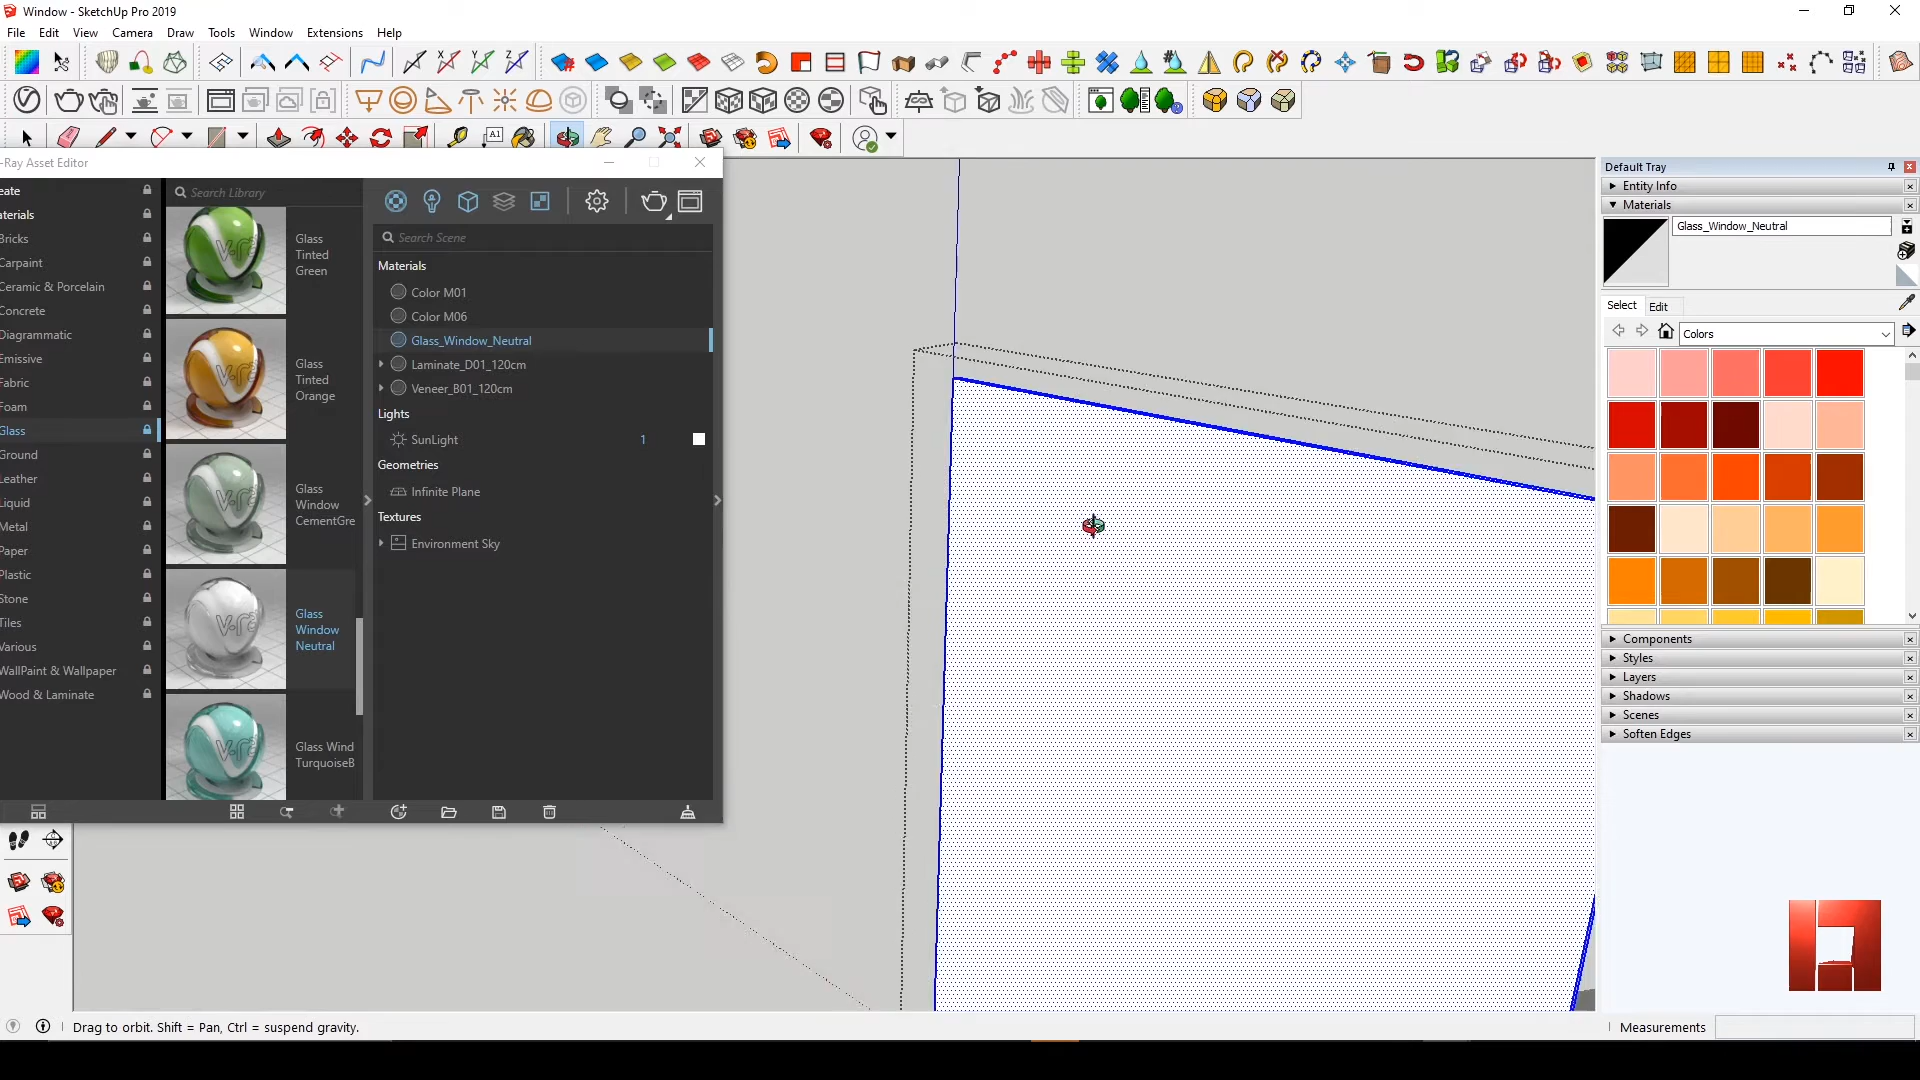 Window - SketchUp Pro 2019
File Edit View Camera Draw Tools Window Extensions Help
A1
-Ray Asset Editor
eate
aterials
Bricks
Carpaint
Ceramic & Porcelain
Concrete
Diagrammatic
Emissive
Fabric
Foam
Glass
Ground
Leather
Liquid
Metal
Paper
Plastic
Stone
Tiles
Various
WallPaint & Wallpaper
Wood & Laminate
Search Library
Glass
Tinted
Green
Glass
Tinted
Orange
Glass
Window
CementGre
Glass
Window
Neutral
Glass Wind
TurquoiseB
Search Scene
Materials
Color M01
Color M06
Glass_Window_Neutral
Laminate_D01_120cm
Veneer_B01_120cm
Lights
SunLight 1
Geometries
Infinite Plane
Textures
Environment Sky
Default Tray
Entity Info
Materials
Glass_Window_Neutral
Select Edit
Colors
Components
Styles
Layers
Shadows
Scenes
Soften Edges
Drag to orbit. Shift = Pan, Ctrl = suspend gravity.
Measurements